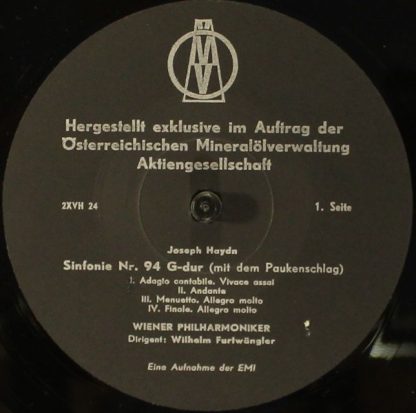 ÖMV
Hergestellt exklusive im Auftrag der
Österreichischen Mineralölverwaltung
Aktiengesellschaft
2XVH 24 1. Seite
Joseph Haydn
Sinfonie Nr. 94 G-dur (mit dem Paukenschlag)
I. Adagio cantabile. Vivace assai
II. Andante
III. Menuetto. Allegro molto
IV. Finale. Allegro molto
WIENER PHILHARMONIKER
Dirigent: Wilhelm Furtwängler
Eine Aufnahme der EMI